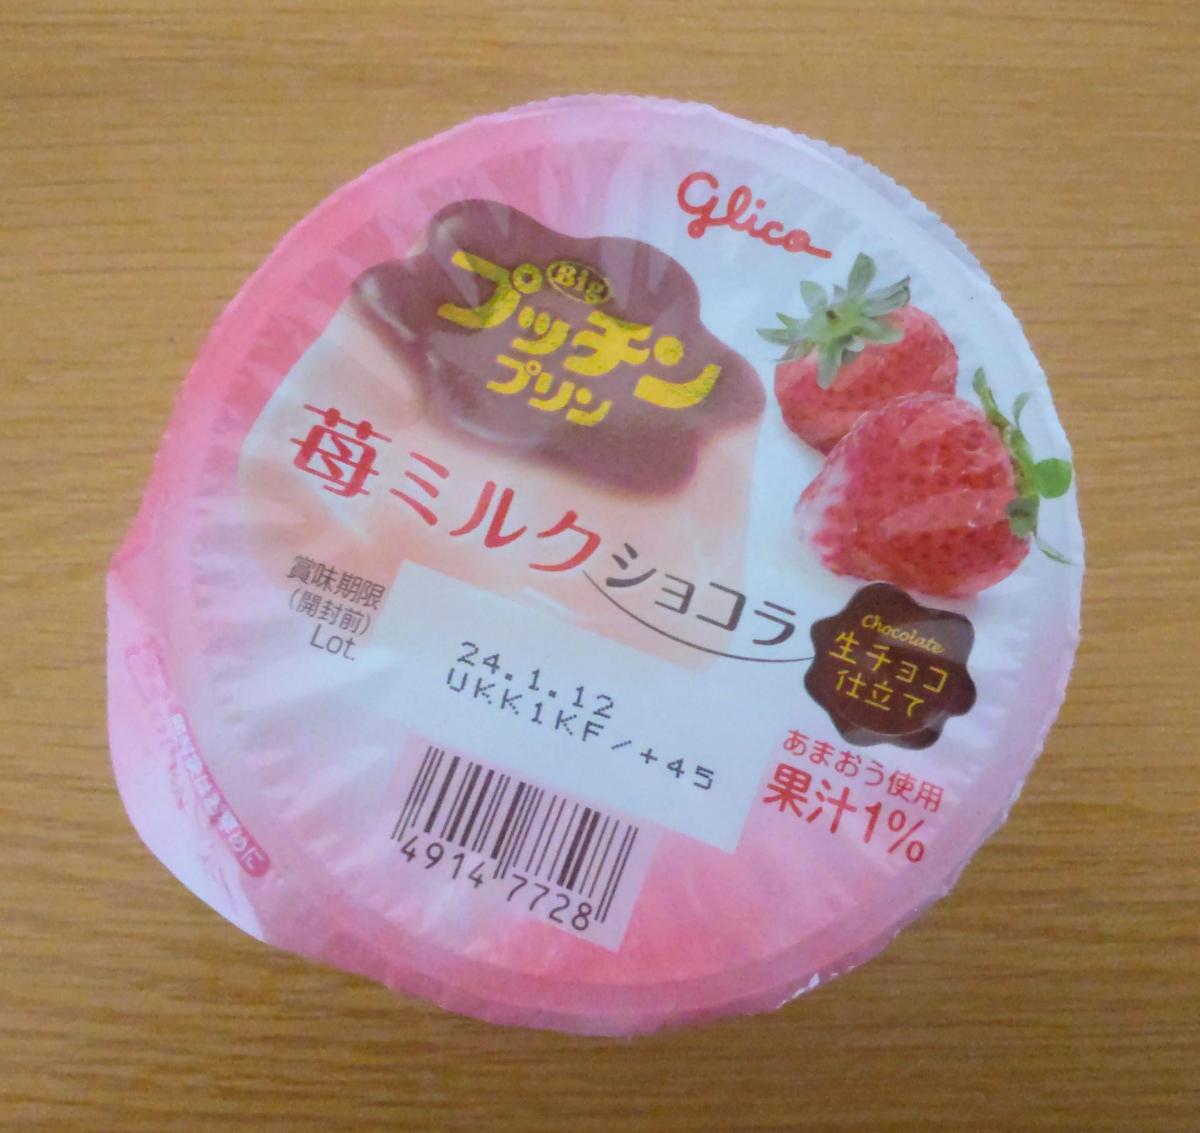 Glico
Big
プッチン
プリン
苺ミルクショコラ
Chocolate
生チョコ
仕立て
賞味期限
(開封前)
Lot.
24.1.12
UKK1KF/+45
あまおう使用
果汁1%
4914 7728